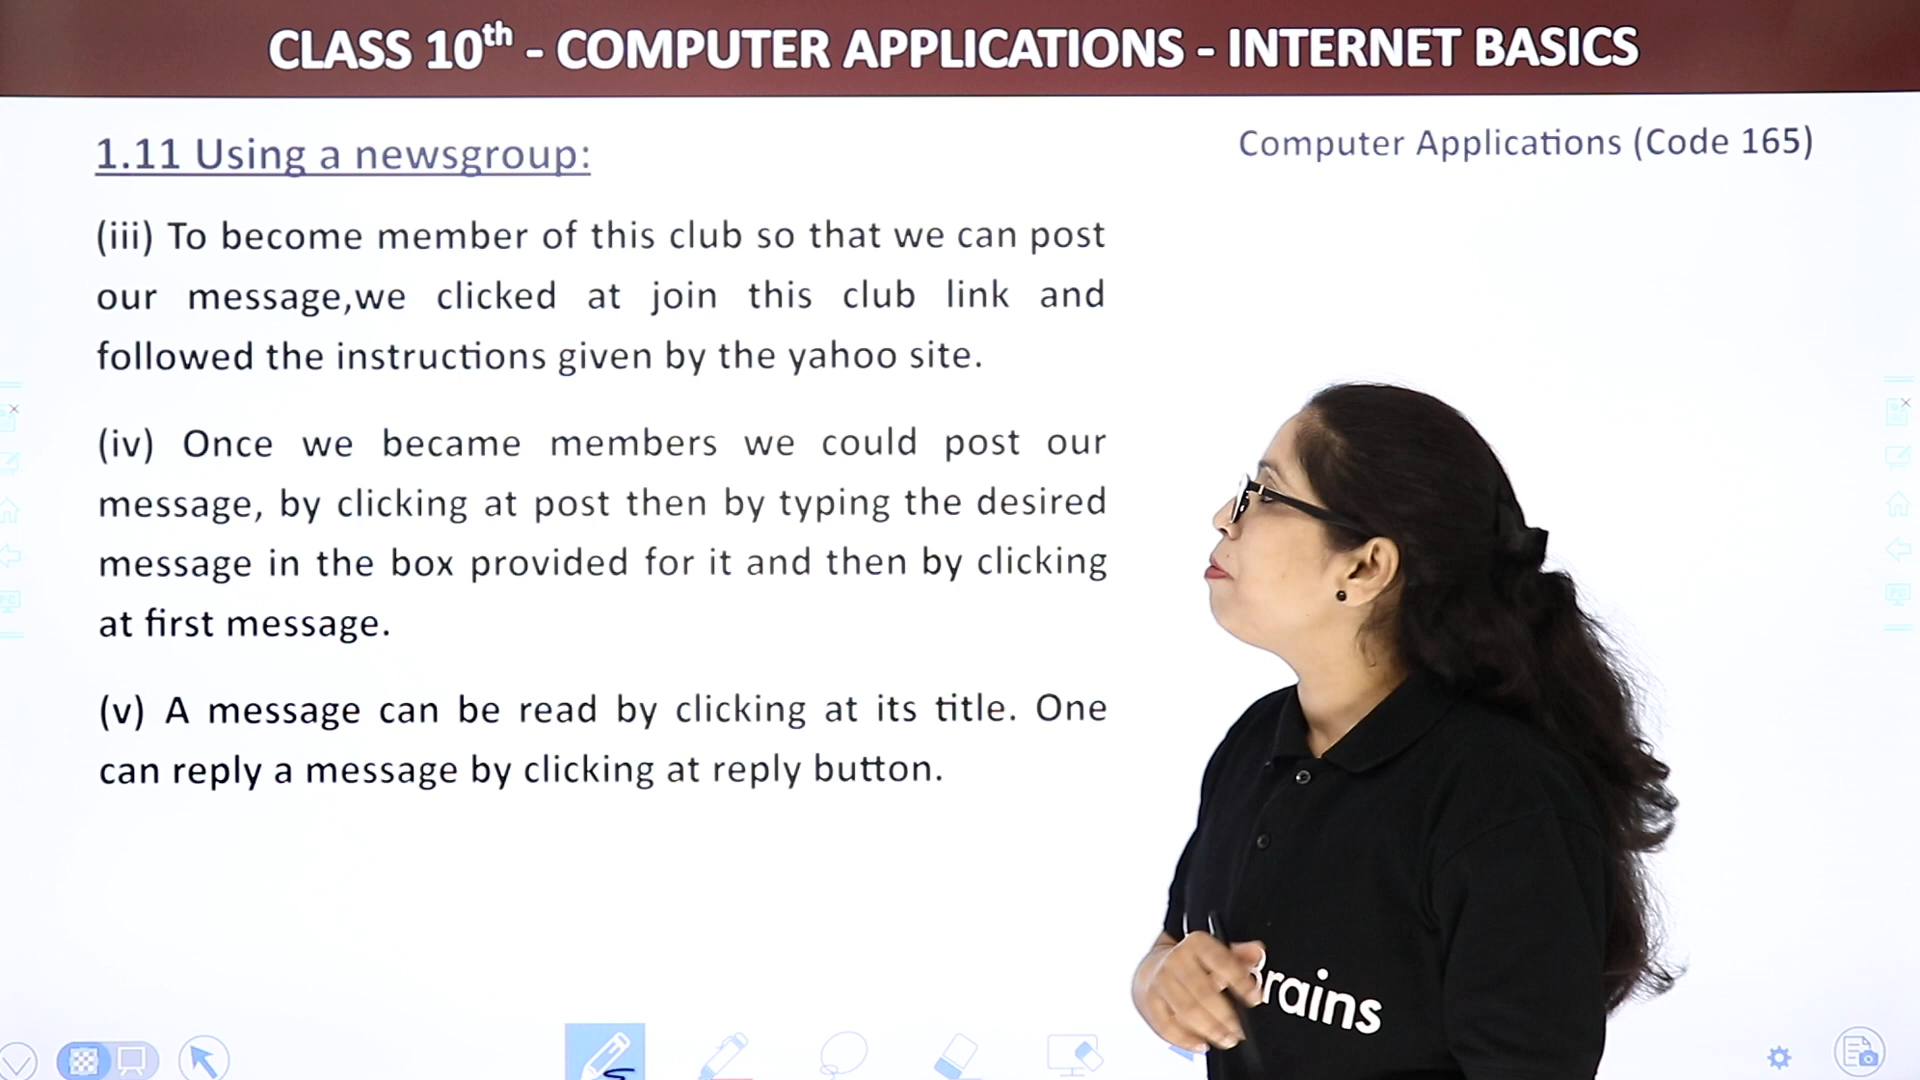 CLASS 10th - COMPUTER APPLICATIONS - INTERNET BASICS
1.11 Using a newsgroup:
Computer Applications (Code 165)
(iii) To become member of this club so that we can post
our message,we clicked at join this club link and
followed the instructions given by the yahoo site.
(iv) Once we became members we could post our
message, by clicking at post then by typing the desired
message in the box provided for it and then by clicking
at first message.
(v) A message can be read by clicking at its title. One
can reply a message by clicking at reply button.
Brains